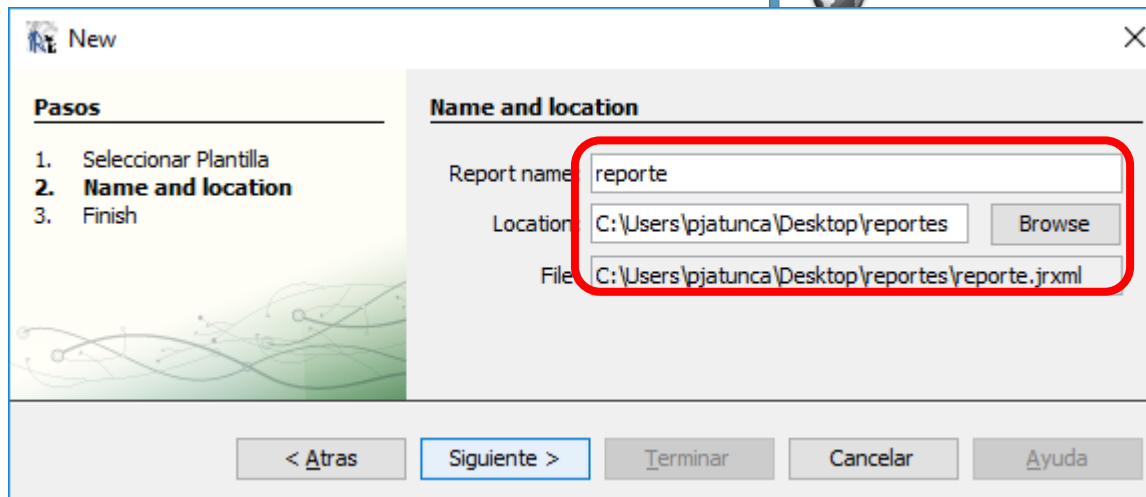 New
Pasos
1. Seleccionar Plantilla
2. Name and location
3. Finish
Name and location
Report name: reporte
Location: C:\Users\pjatunca\Desktop\reportes Browse
File: C:\Users\pjatunca\Desktop\reportes\reporte.jrxml
< Atras Siguiente > Terminar Cancelar Ayuda